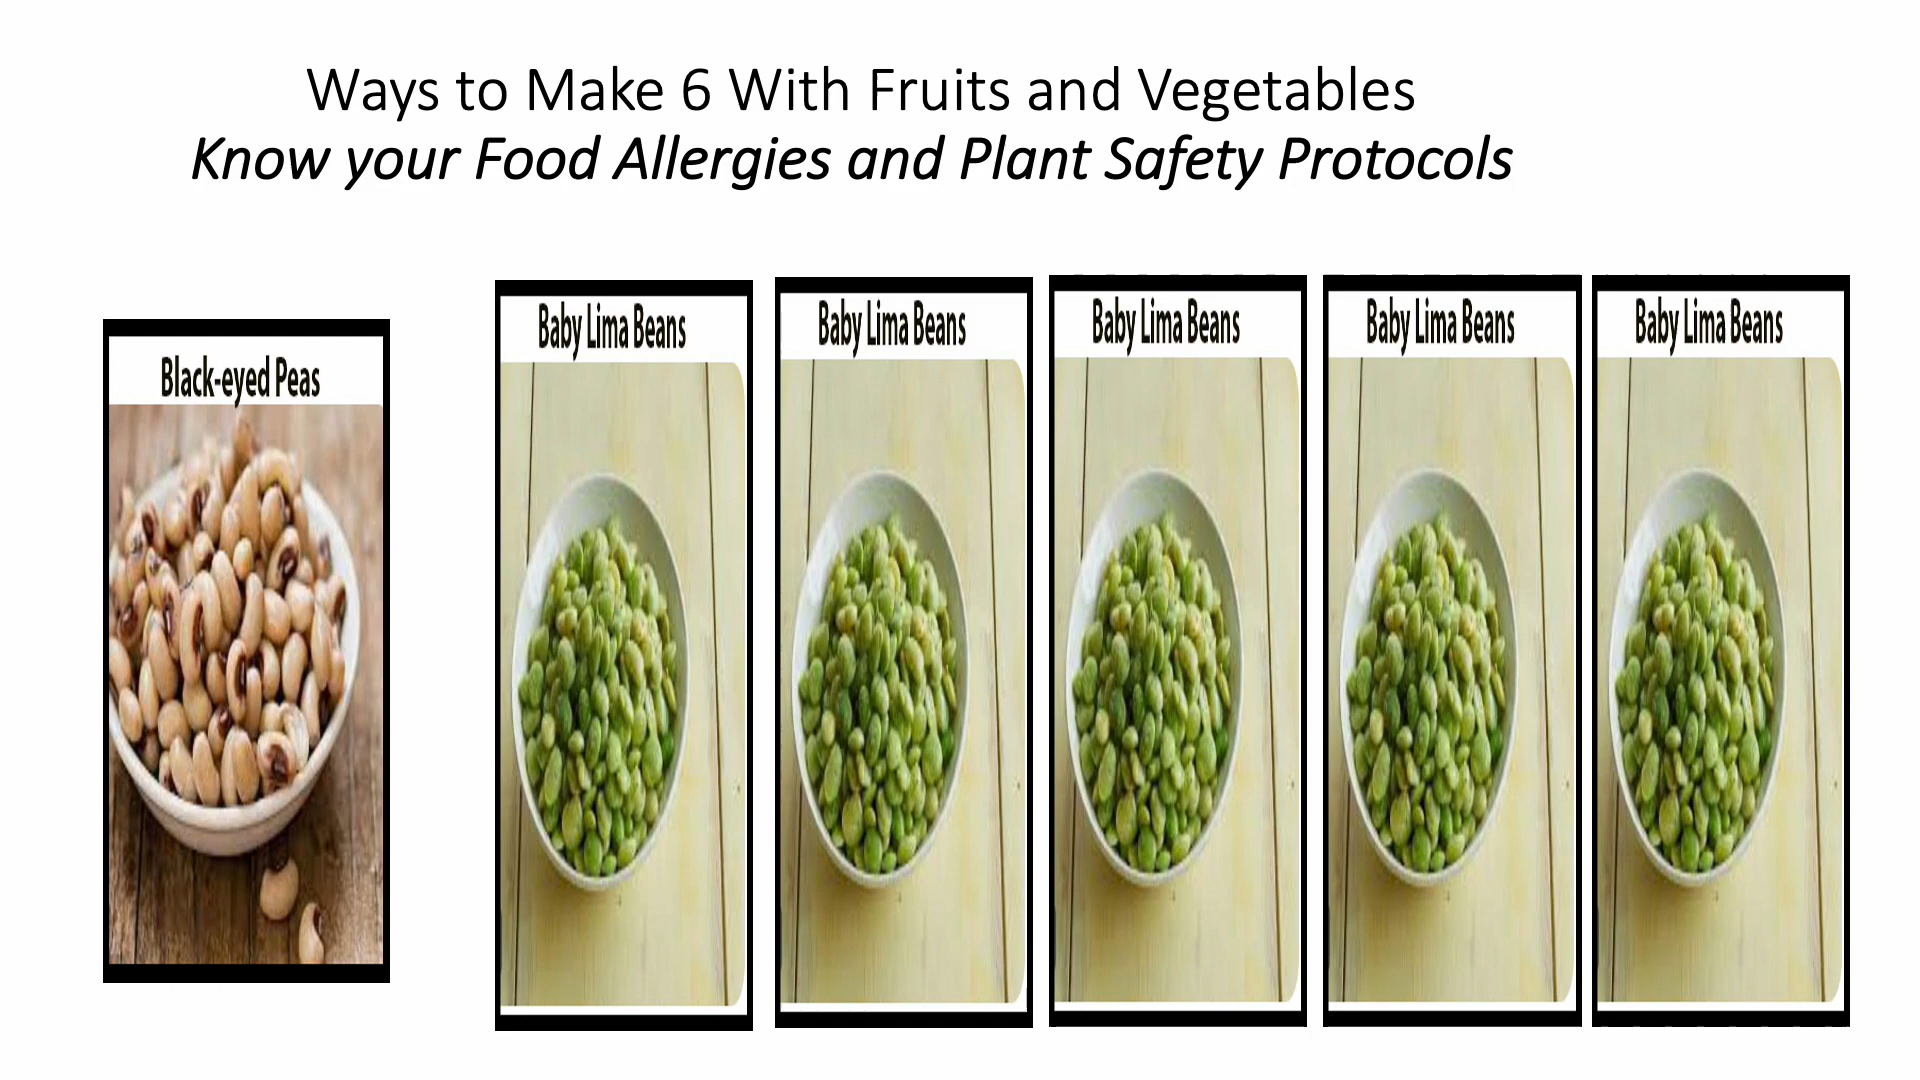 Ways to Make 6 With Fruits and Vegetables
Know your Food Allergies and Plant Safety Protocols
Black-eyed Peas
Baby Lima Beans
Baby Lima Beans
Baby Lima Beans
Baby Lima Beans
Baby Lima Beans